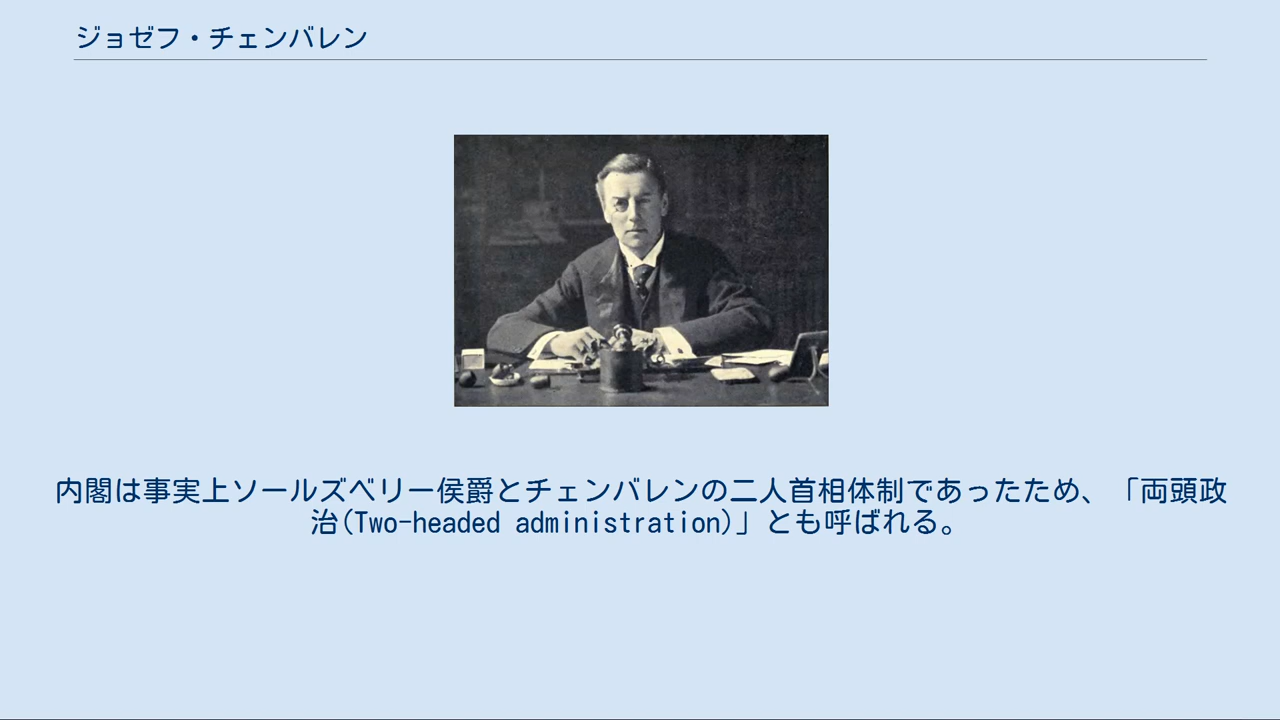 ジョゼフ・チェンバレン
内閣は事実上ソールズベリー侯爵とチェンバレンの二人首相体制であったため、「両頭政
治(Two-headed administration)」とも呼ばれる。